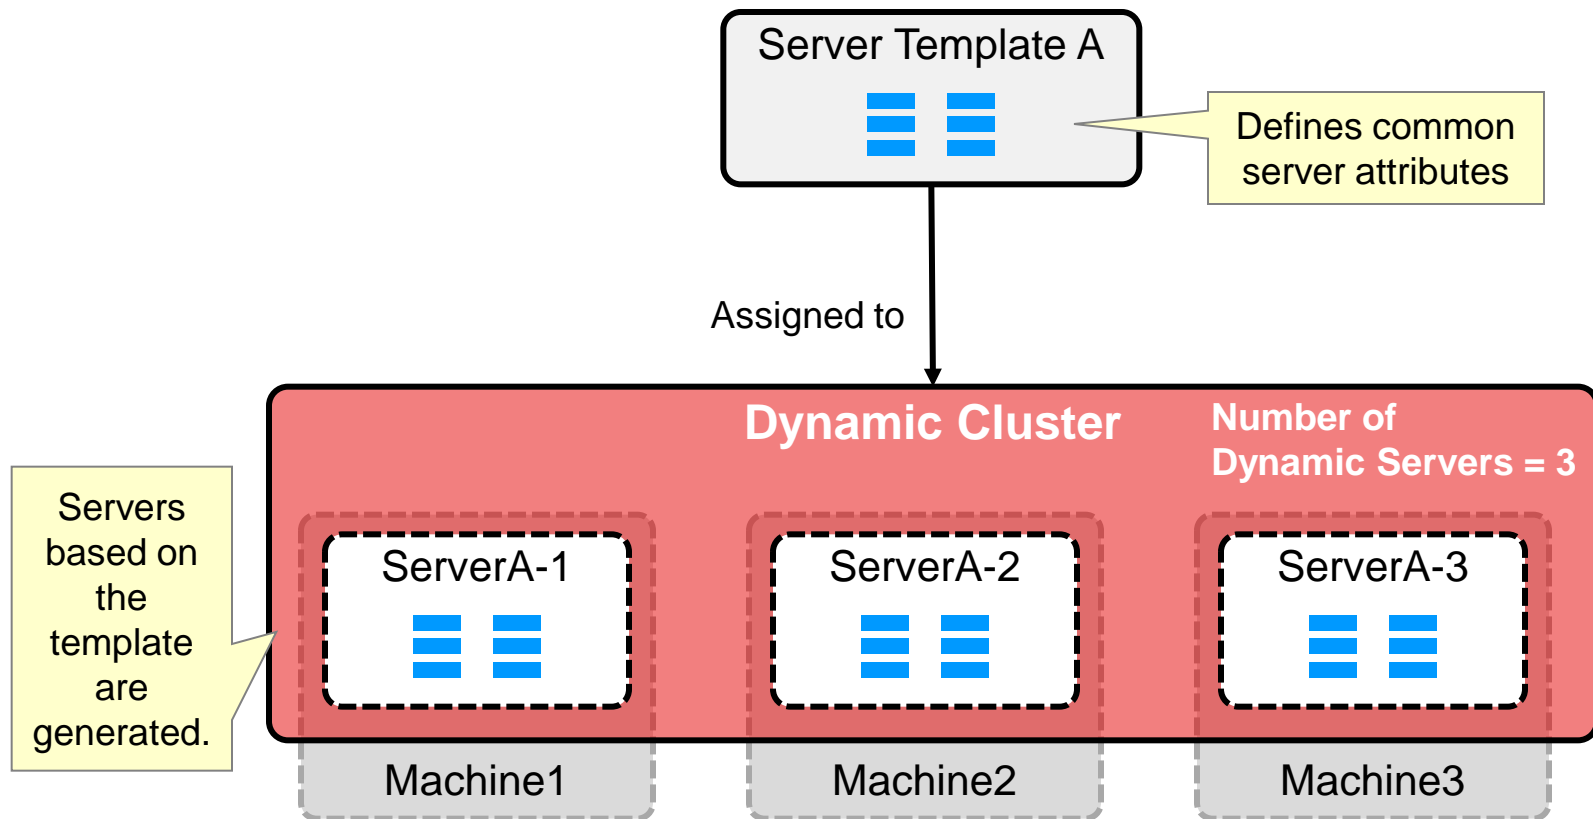 Server Template A
Defines common
server attributes
Assigned to
Dynamic Cluster
Number of
Dynamic Servers = 3
Servers
based on
the
template
are
generated.
ServerA-1
ServerA-2
ServerA-3
Machine1
Machine2
Machine3